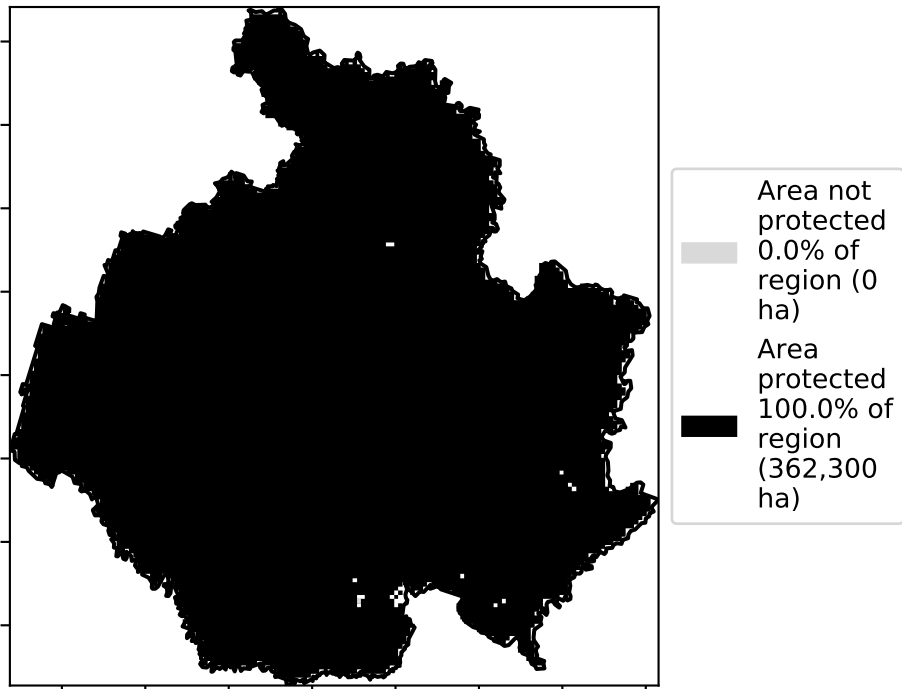 Area not
protected
0.0% of
region (0
ha)
Area
protected
100.0% of
region
(362,300
ha)